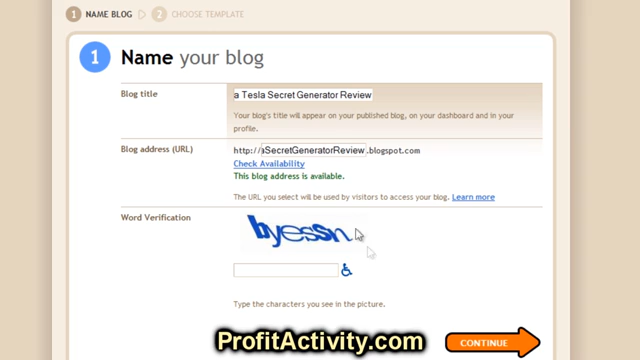 1 NAME BLOG 2 CHOOSE TEMPLATE
1 Name your blog
Blog title a Tesla Secret Generator Review
Your blog's title will appear on your published blog, on your dashboard and in your
profile.
Blog address (URL) http:// aSecretGeneratorReview .blogspot.com
Check Availability
This blog address is available.
The URL you select will be used by visitors to access your blog. Learn more
Word Verification
byessn
Type the characters you see in the picture.
ProfitActivity.com
CONTINUE